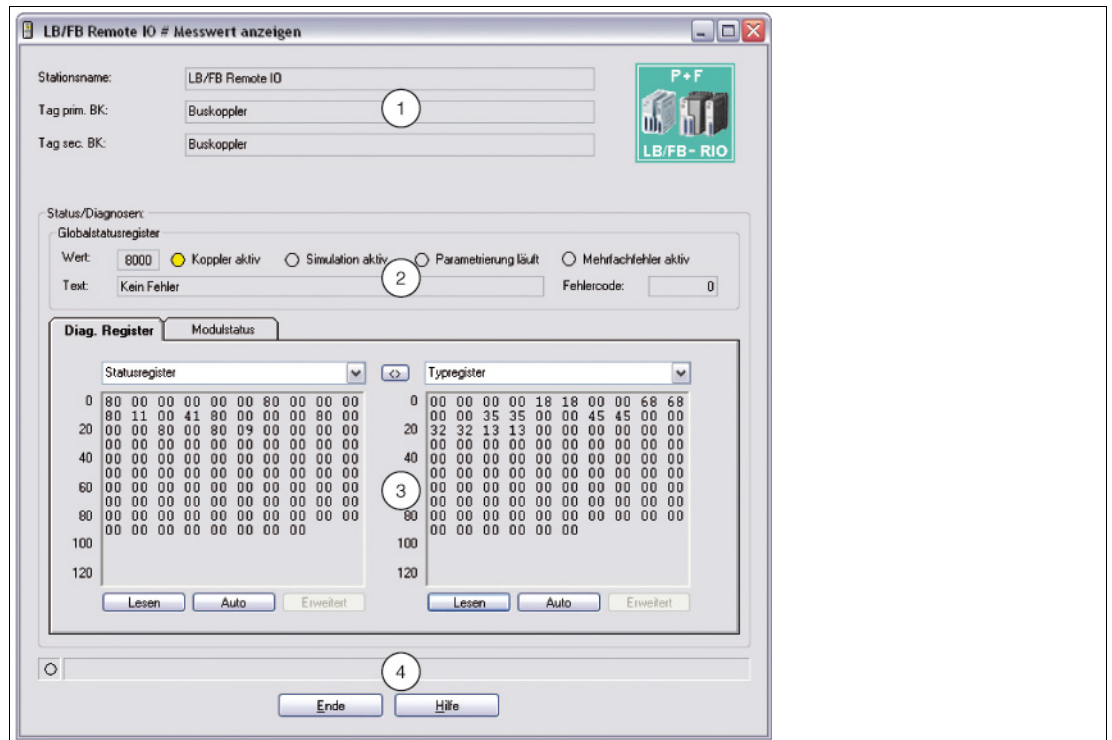 LB/FB Remote IO # Messwert anzeigen
Stationsname: LB/FB Remote IO
P+F
Tag prim. BK: Buskoppler 1
Tag sec. BK: Buskoppler
LB/FB- RIO
Status/Diagnosen:
Globalstatusregister
Wert: 8000 Koppler aktiv Simulation aktiv Parametrierung läuft Mehrfachfehler aktiv
2
Text: Kein Fehler Fehlercode: 0
Diag. Register Modulstatus
Statusregister <> Typregister
0 80 00 00 00 00 00 80 00 00 00 0 00 00 00 00 18 18 00 00 68 68
80 11 00 41 80 00 00 00 80 00 00 00 35 35 00 00 45 45 00 00
20 00 00 80 00 80 09 00 00 00 00 20 32 32 13 13 00 00 00 00 00 00
00 00 00 00 00 00 00 00 00 00 00 00 00 00 00 00 00 00 00 00
40 00 00 00 00 00 00 00 00 00 00 40 00 00 00 00 00 00 00 00 00 00
00 00 00 00 00 00 00 00 00 00 00 00 00 00 00 00 00 00 00 00
60 00 00 00 00 00 00 00 00 00 00 00 00 00 00 00 00 00 00 00 00
3
00 00 00 00 00 00 00 00 00 00 00 00 00 00 00 00 00 00 00 00
80 00 00 00 00 00 00 00 00 00 00 80 00 00 00 00 00 00 00 00 00 00
00 00 00 00 00 00 00 00 00 00 00 00 00 00
100 100
120 120
Lesen Auto Erweitert Lesen Auto Erweitert
4
Ende Hilfe